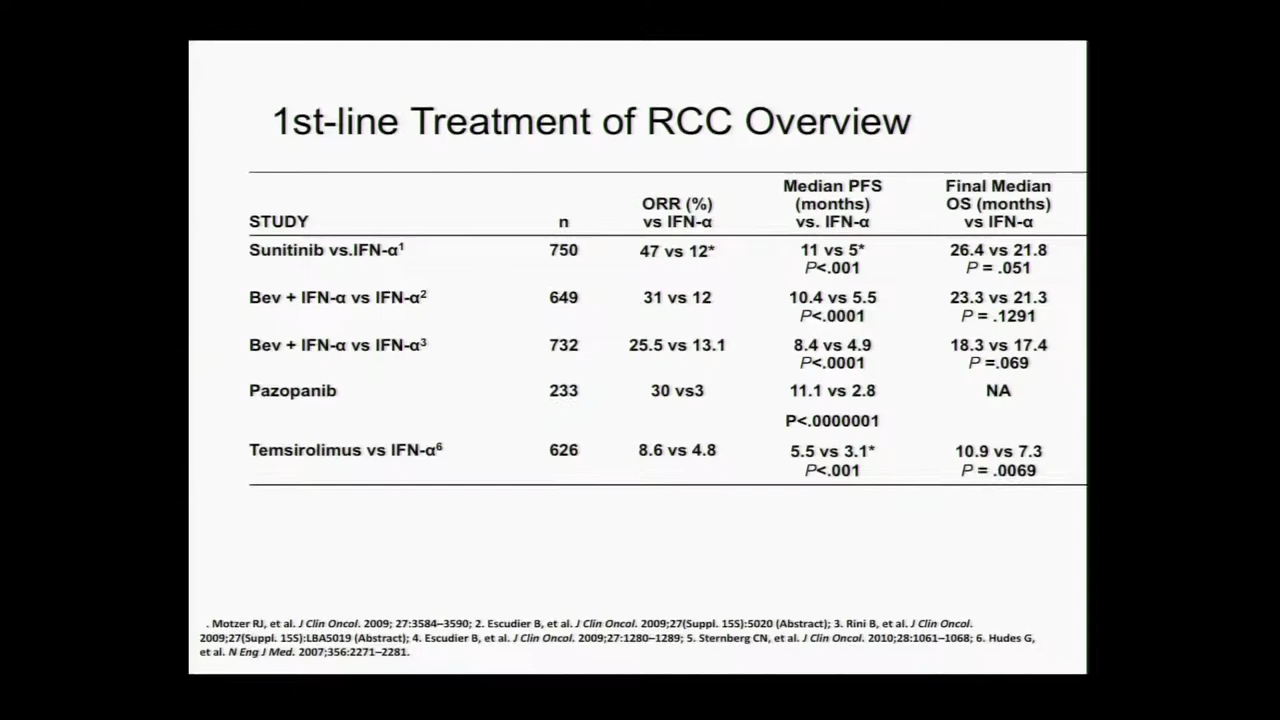 1st-line Treatment of RCC Overview
STUDY n ORR (%) vs IFN-α Median PFS (months) vs. IFN-α Final Median OS (months) vs IFN-α
Sunitinib vs.IFN-α¹ 750 47 vs 12* 11 vs 5* 26.4 vs 21.8
P<.001 P = .051
Bev + IFN-α vs IFN-α² 649 31 vs 12 10.4 vs 5.5 23.3 vs 21.3
P<.0001 P = .1291
Bev + IFN-α vs IFN-α³ 732 25.5 vs 13.1 8.4 vs 4.9 18.3 vs 17.4
P<.0001 P =.069
Pazopanib 233 30 vs3 11.1 vs 2.8 NA
P<.0000001
Temsirolimus vs IFN-α⁶ 626 8.6 vs 4.8 5.5 vs 3.1* 10.9 vs 7.3
P<.001 P = .0069
. Motzer RJ, et al. J Clin Oncol. 2009; 27:3584–3590; 2. Escudier B, et al. J Clin Oncol. 2009;27(Suppl. 15S):5020 (Abstract); 3. Rini B, et al. J Clin Oncol.
2009;27(Suppl. 15S):LBA5019 (Abstract); 4. Escudier B, et al. J Clin Oncol. 2009;27:1280–1289; 5. Sternberg CN, et al. J Clin Oncol. 2010;28:1061–1068; 6. Hudes G,
et al. N Eng J Med. 2007;356:2271–2281.